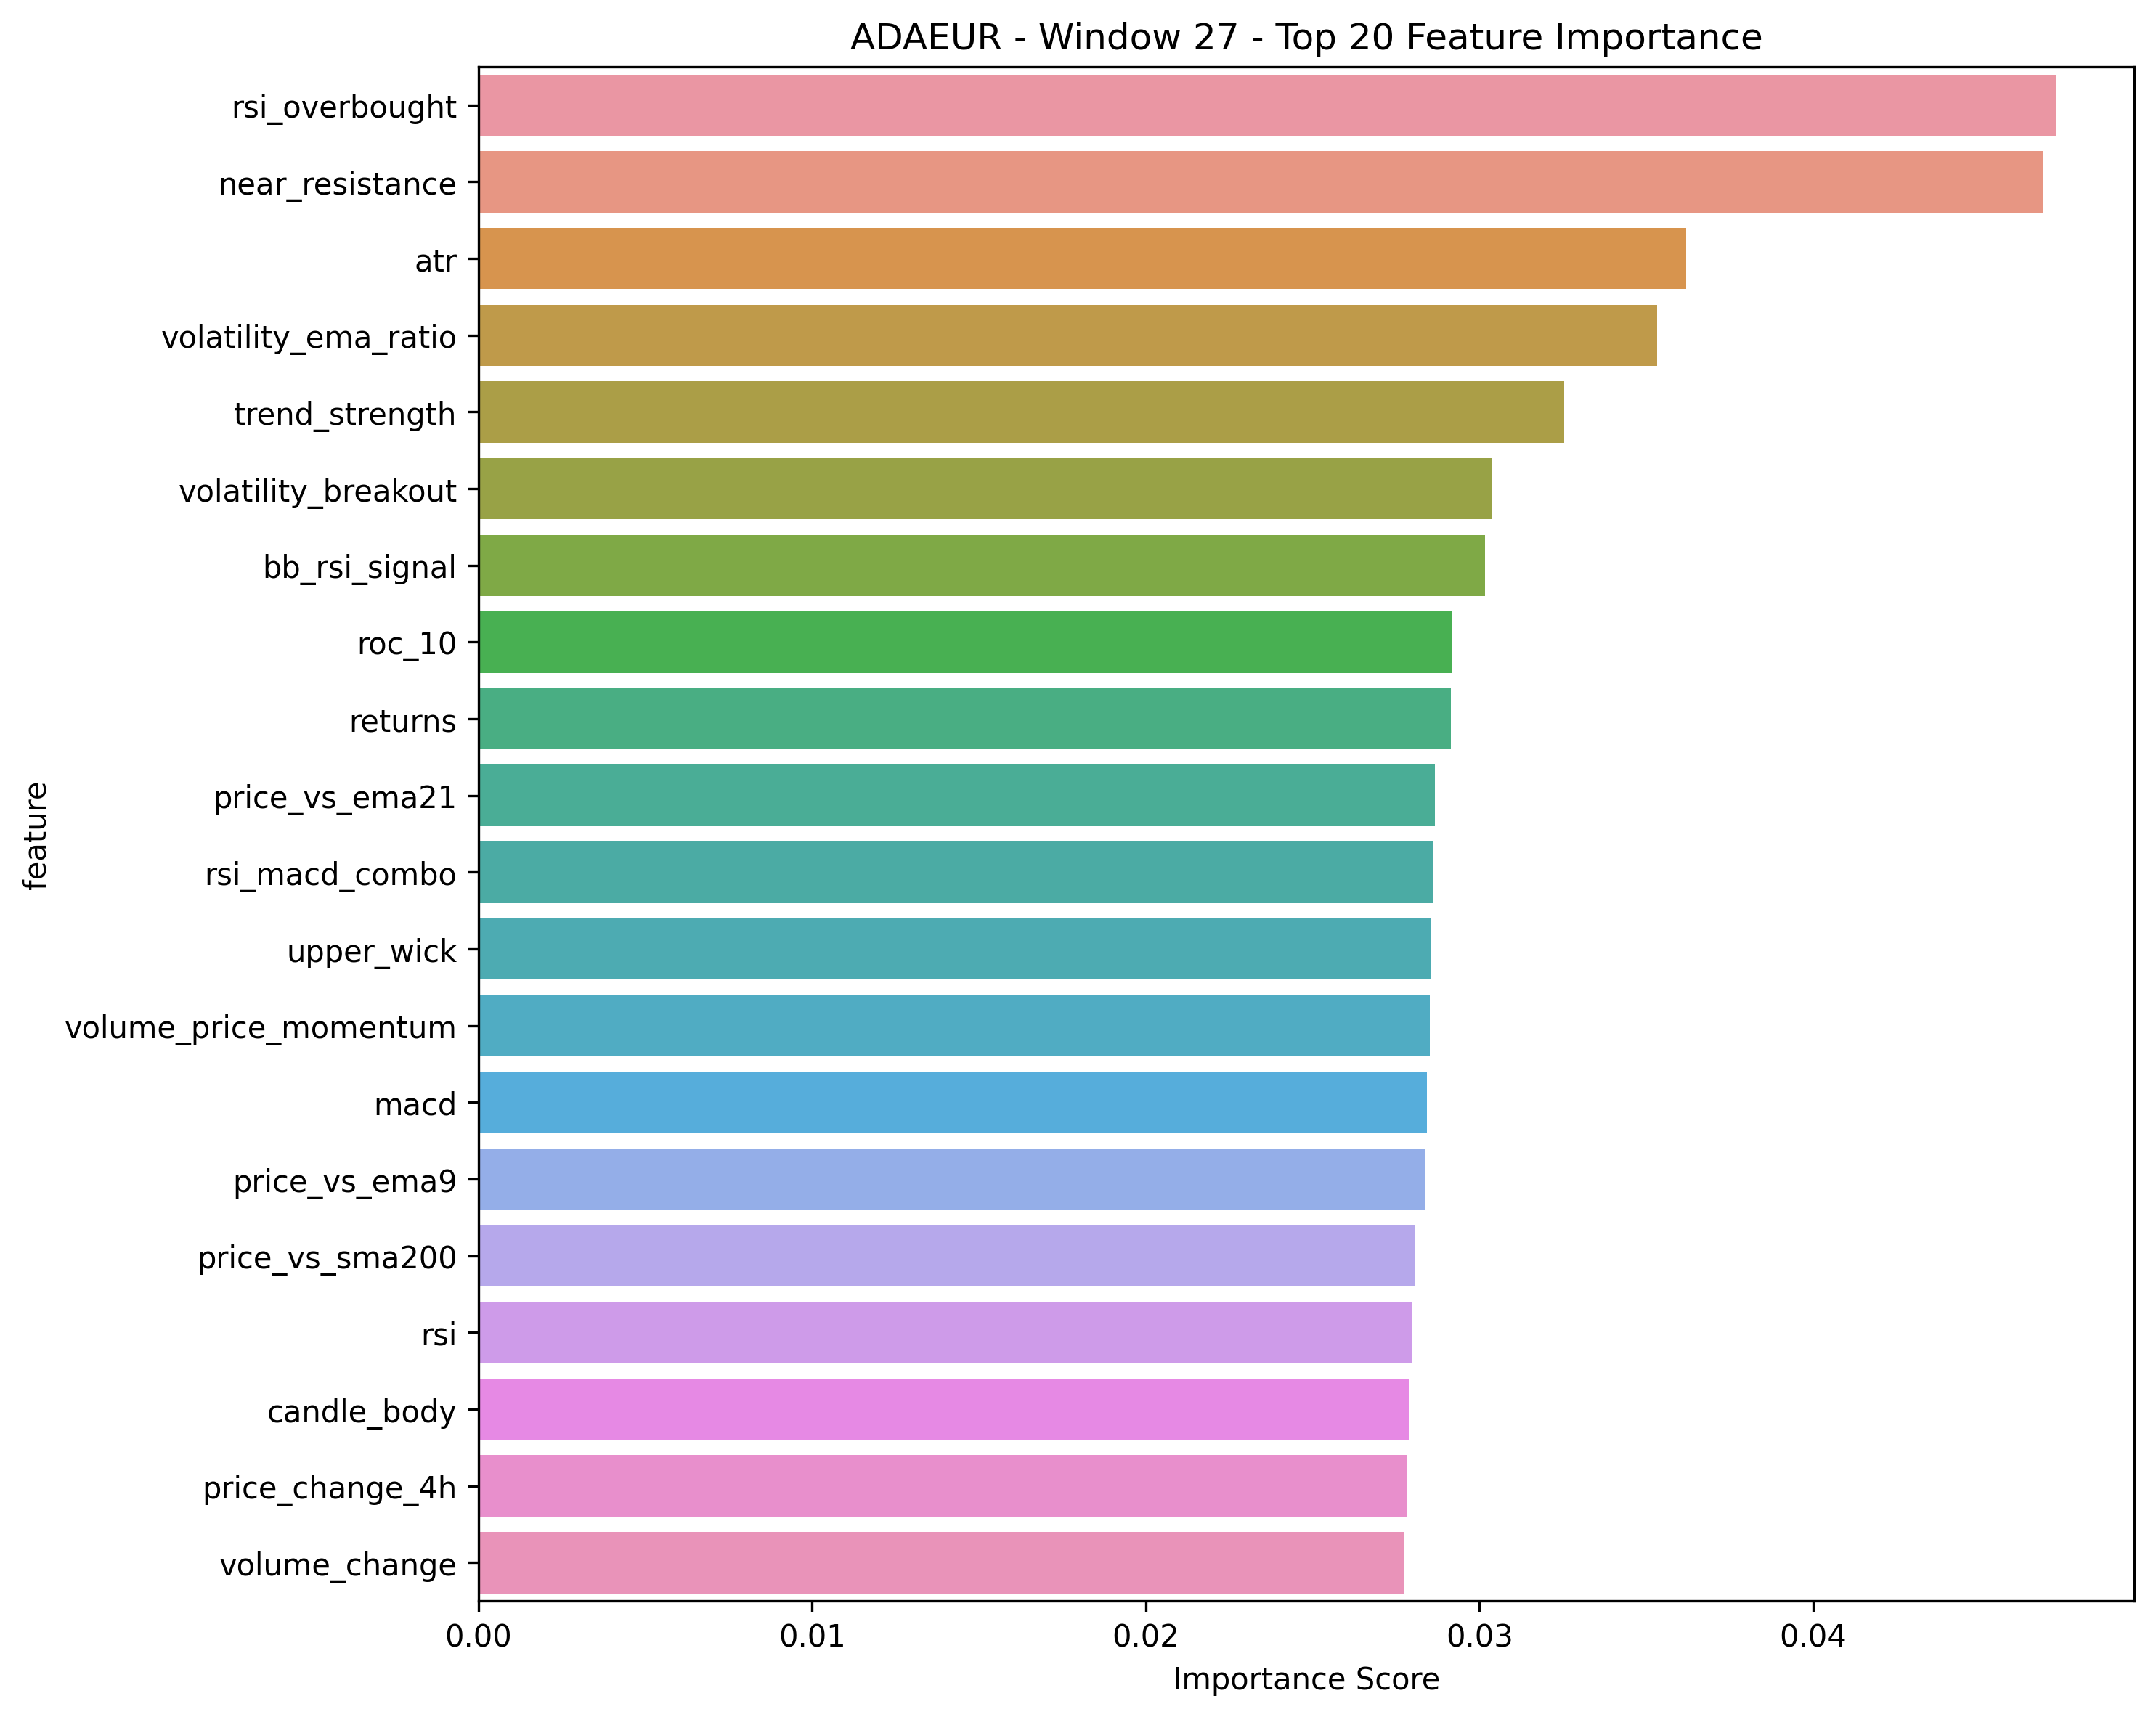 ADAEUR - Window 27 - Top 20 Feature Importance
rsi_overbought
near_resistance
atr
volatility_ema_ratio
trend_strength
volatility_breakout
bb_rsi_signal
roc_10
returns
price_vs_ema21
rsi_macd_combo
upper_wick
volume_price_momentum
macd
price_vs_ema9
price_vs_sma200
rsi
candle_body
price_change_4h
volume_change
feature
0.00 0.01 0.02 0.03 0.04
Importance Score